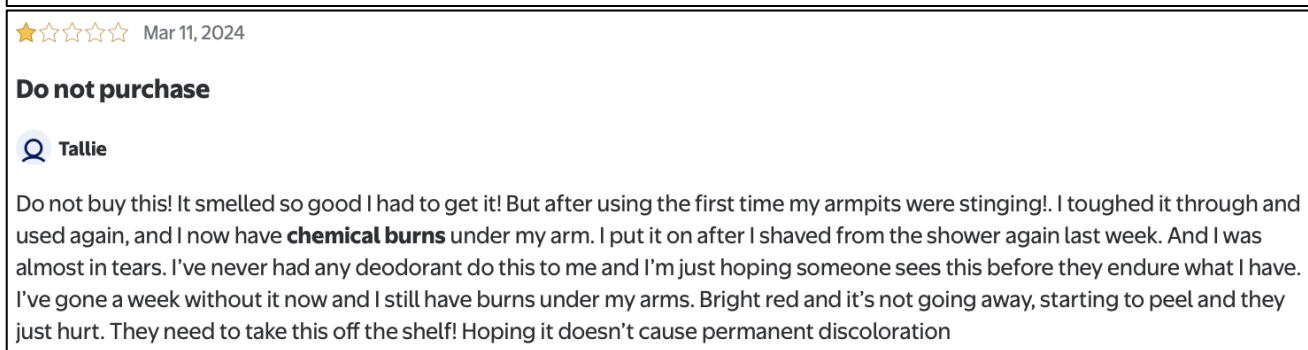 Mar 11, 2024
Do not purchase
Tallie
Do not buy this! It smelled so good I had to get it! But after using the first time my armpits were stinging!. I toughed it through and
used again, and I now have chemical burns under my arm. I put it on after I shaved from the shower again last week. And I was
almost in tears. I've never had any deodorant do this to me and I'm just hoping someone sees this before they endure what I have.
I've gone a week without it now and I still have burns under my arms. Bright red and it's not going away, starting to peel and they
just hurt. They need to take this off the shelf! Hoping it doesn't cause permanent discoloration